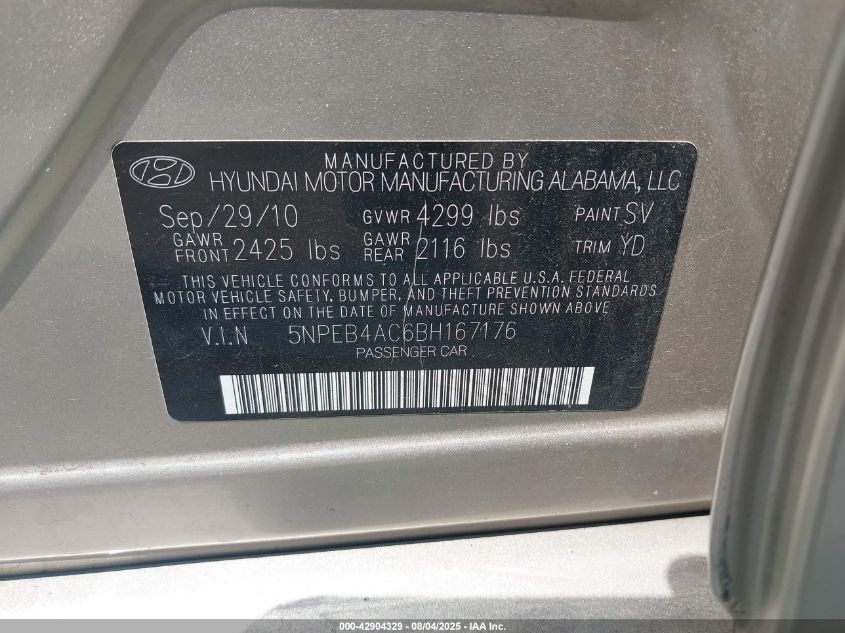 MANUFACTURED BY
HYUNDAI MOTOR MANUFACTURING ALABAMA, LLC
Sep/29/10 GVWR 4299 lbs PAINT SV
GAWR FRONT 2425 lbs GAWR REAR 2116 lbs TRIM YD
THIS VEHICLE CONFORMS TO ALL APPLICABLE U.S.A. FEDERAL
MOTOR VEHICLE SAFETY, BUMPER, AND THEFT PREVENTION STANDARDS
IN EFFECT ON THE DATE OF MANUFACTURE SHOWN ABOVE
V.I.N 5NPEB4AC6BH167176
PASSENGER CAR
000-42904329 - 08/04/2025 - IAA Inc.